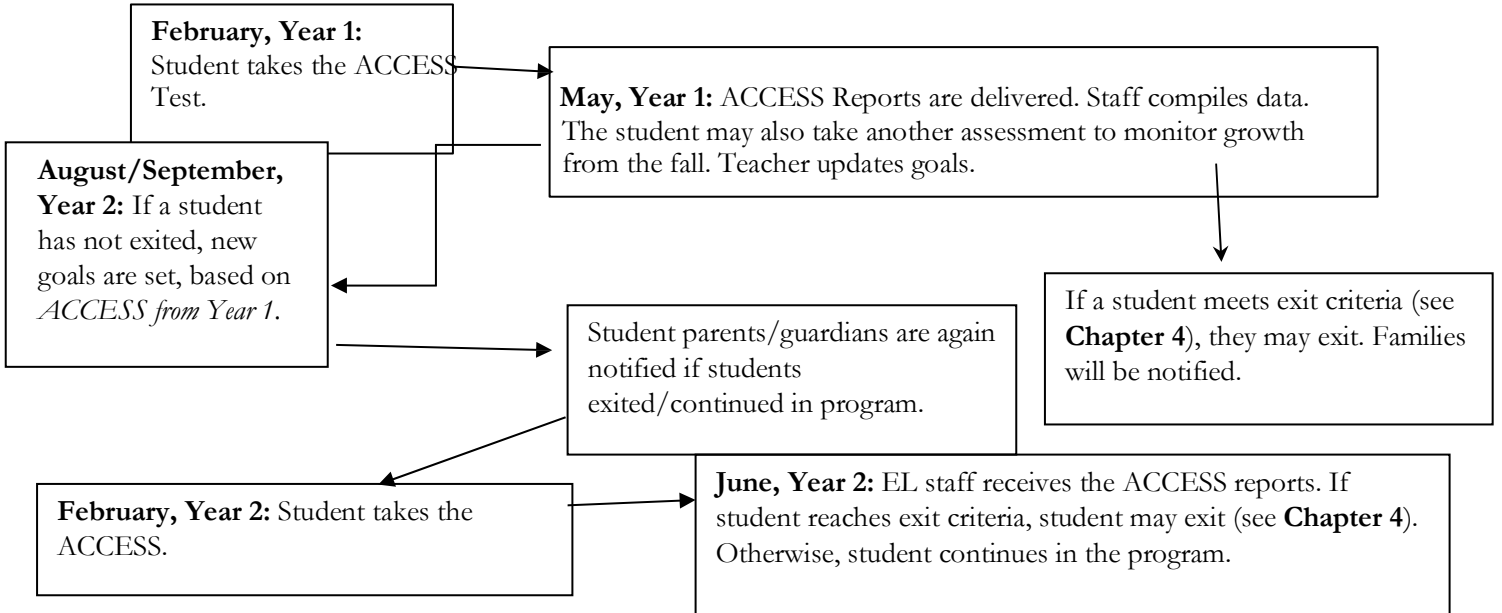 February, Year 1:
Student takes the ACCESS
Test.
May, Year 1: ACCESS Reports are delivered. Staff compiles data.
The student may also take another assessment to monitor growth
from the fall. Teacher updates goals.
August/September,
Year 2: If a student
has not exited, new
goals are set, based on
ACCESS from Year 1.
If a student meets exit criteria (see
Chapter 4), they may exit. Families
will be notified.
Student parents/guardians are again
notified if students
exited/continued in program.
February, Year 2: Student takes the
ACCESS.
June, Year 2: EL staff receives the ACCESS reports. If
student reaches exit criteria, student may exit (see Chapter 4).
Otherwise, student continues in the program.